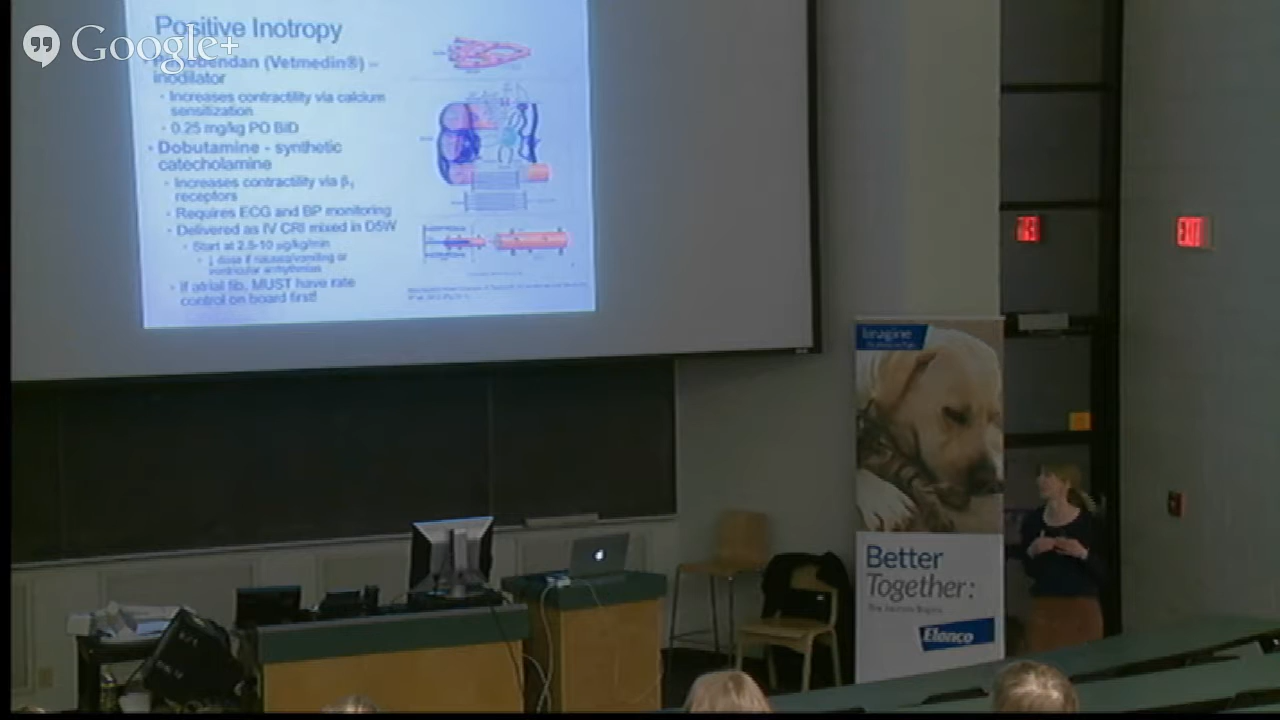 Google+
Positive Inotropy
(Vetmedin®) –
inodilator
• Increases contractility via calcium
sensitization
• 0.25 mg/kg PO BID
• Dobutamine - synthetic
catecholamine
• Increases contractility via β₁
receptors
• Requires ECG and BP monitoring
• Delivered as IV CRI mixed in D5W
• Start at 2.5-10 μg/kg/min
• ↓ dose if nausea/vomiting or
ventricular arrhythmias
• If atrial fib, MUST have rate
control on board first!
EXIT
Imagine
Better
Together:
Elanco